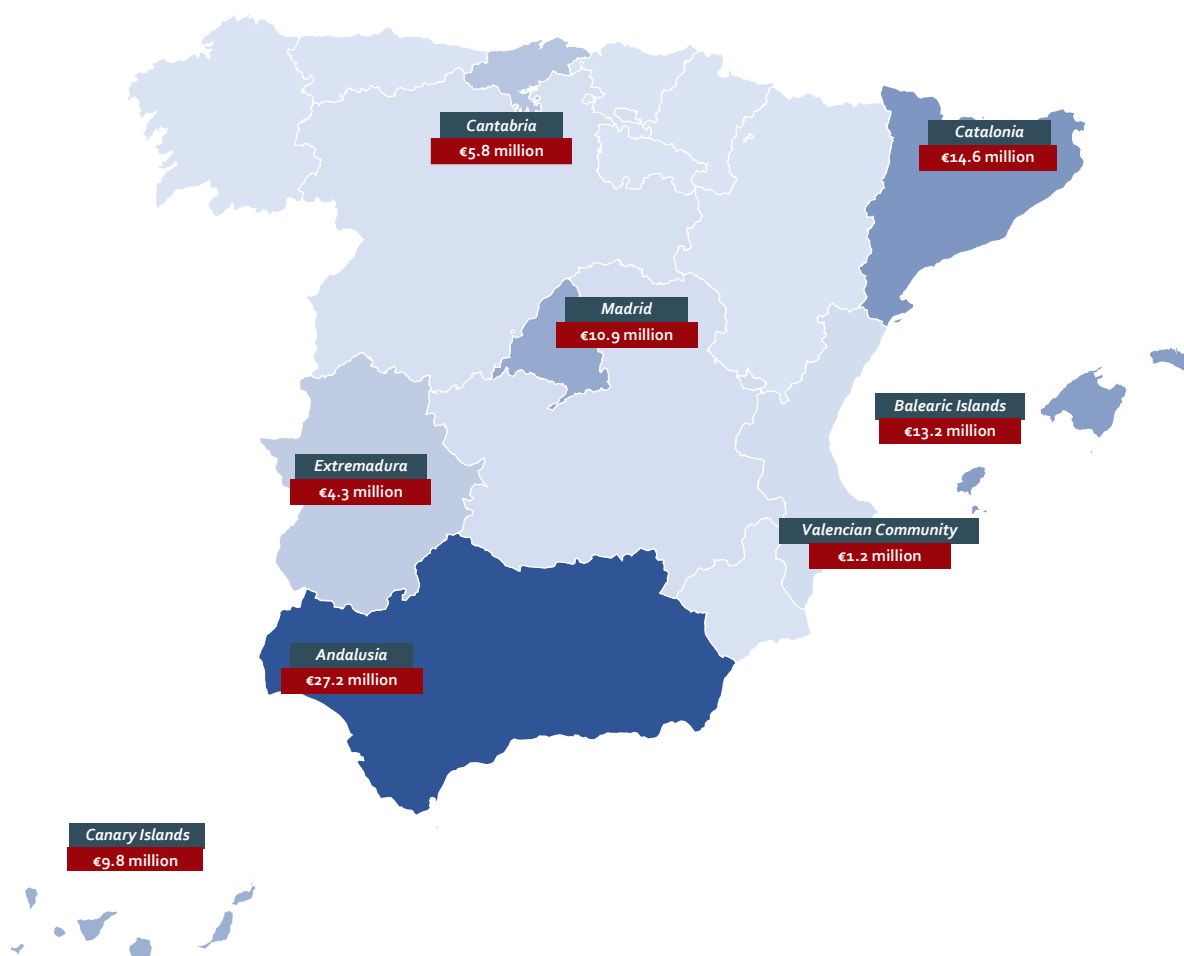 Cantabria
€5.8 million
Catalonia
€14.6 million
Madrid
€10.9 million
Balearic Islands
€13.2 million
Extremadura
€4.3 million
Valencian Community
€1.2 million
Andalusia
€27.2 million
Canary Islands
€9.8 million